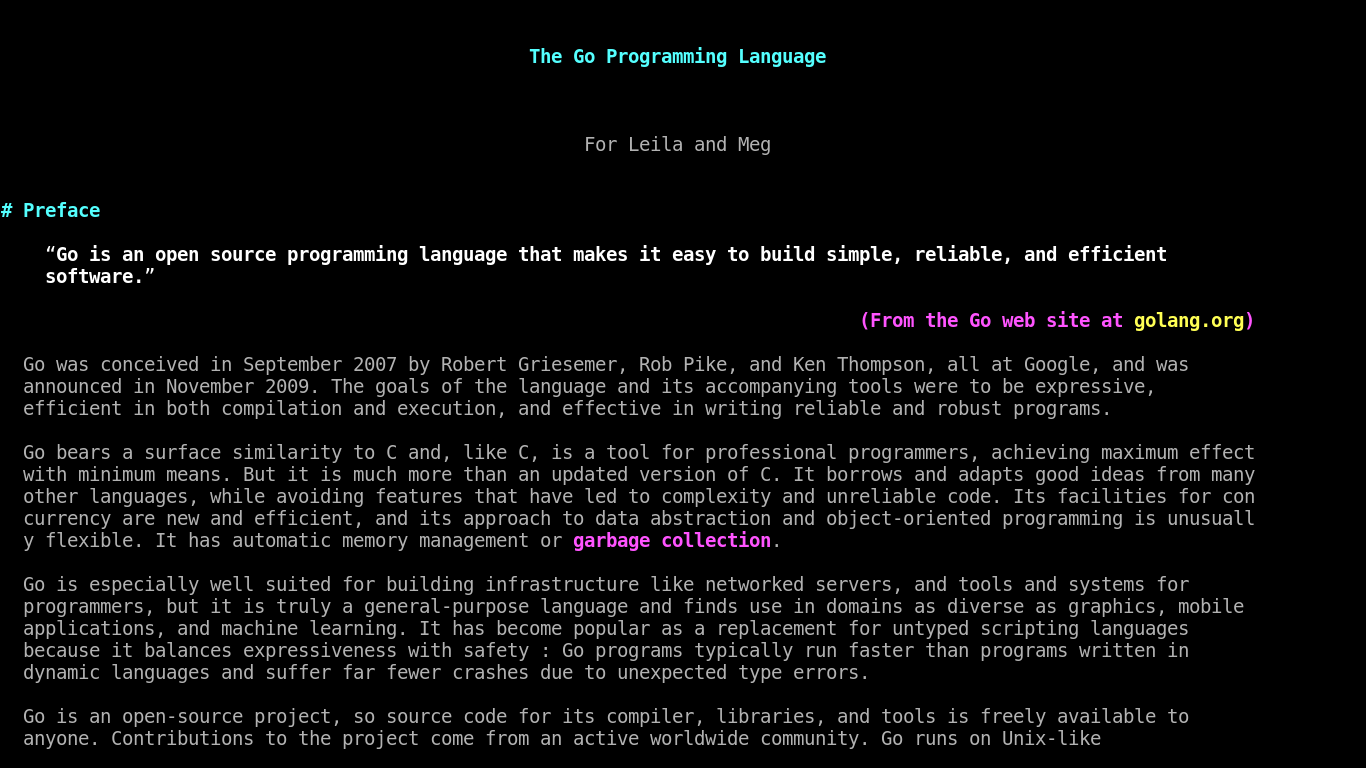 The Go Programming Language
For Leila and Meg
# Preface
“Go is an open source programming language that makes it easy to build simple, reliable, and efficient
software.”
(From the Go web site at golang.org)
Go was conceived in September 2007 by Robert Griesemer, Rob Pike, and Ken Thompson, all at Google, and was
announced in November 2009. The goals of the language and its accompanying tools were to be expressive,
efficient in both compilation and execution, and effective in writing reliable and robust programs.
Go bears a surface similarity to C and, like C, is a tool for professional programmers, achieving maximum effect
with minimum means. But it is much more than an updated version of C. It borrows and adapts good ideas from many
other languages, while avoiding features that have led to complexity and unreliable code. Its facilities for con
currency are new and efficient, and its approach to data abstraction and object-oriented programming is unusuall
y flexible. It has automatic memory management or garbage collection.
Go is especially well suited for building infrastructure like networked servers, and tools and systems for
programmers, but it is truly a general-purpose language and finds use in domains as diverse as graphics, mobile
applications, and machine learning. It has become popular as a replacement for untyped scripting languages
because it balances expressiveness with safety : Go programs typically run faster than programs written in
dynamic languages and suffer far fewer crashes due to unexpected type errors.
Go is an open-source project, so source code for its compiler, libraries, and tools is freely available to
anyone. Contributions to the project come from an active worldwide community. Go runs on Unix-like